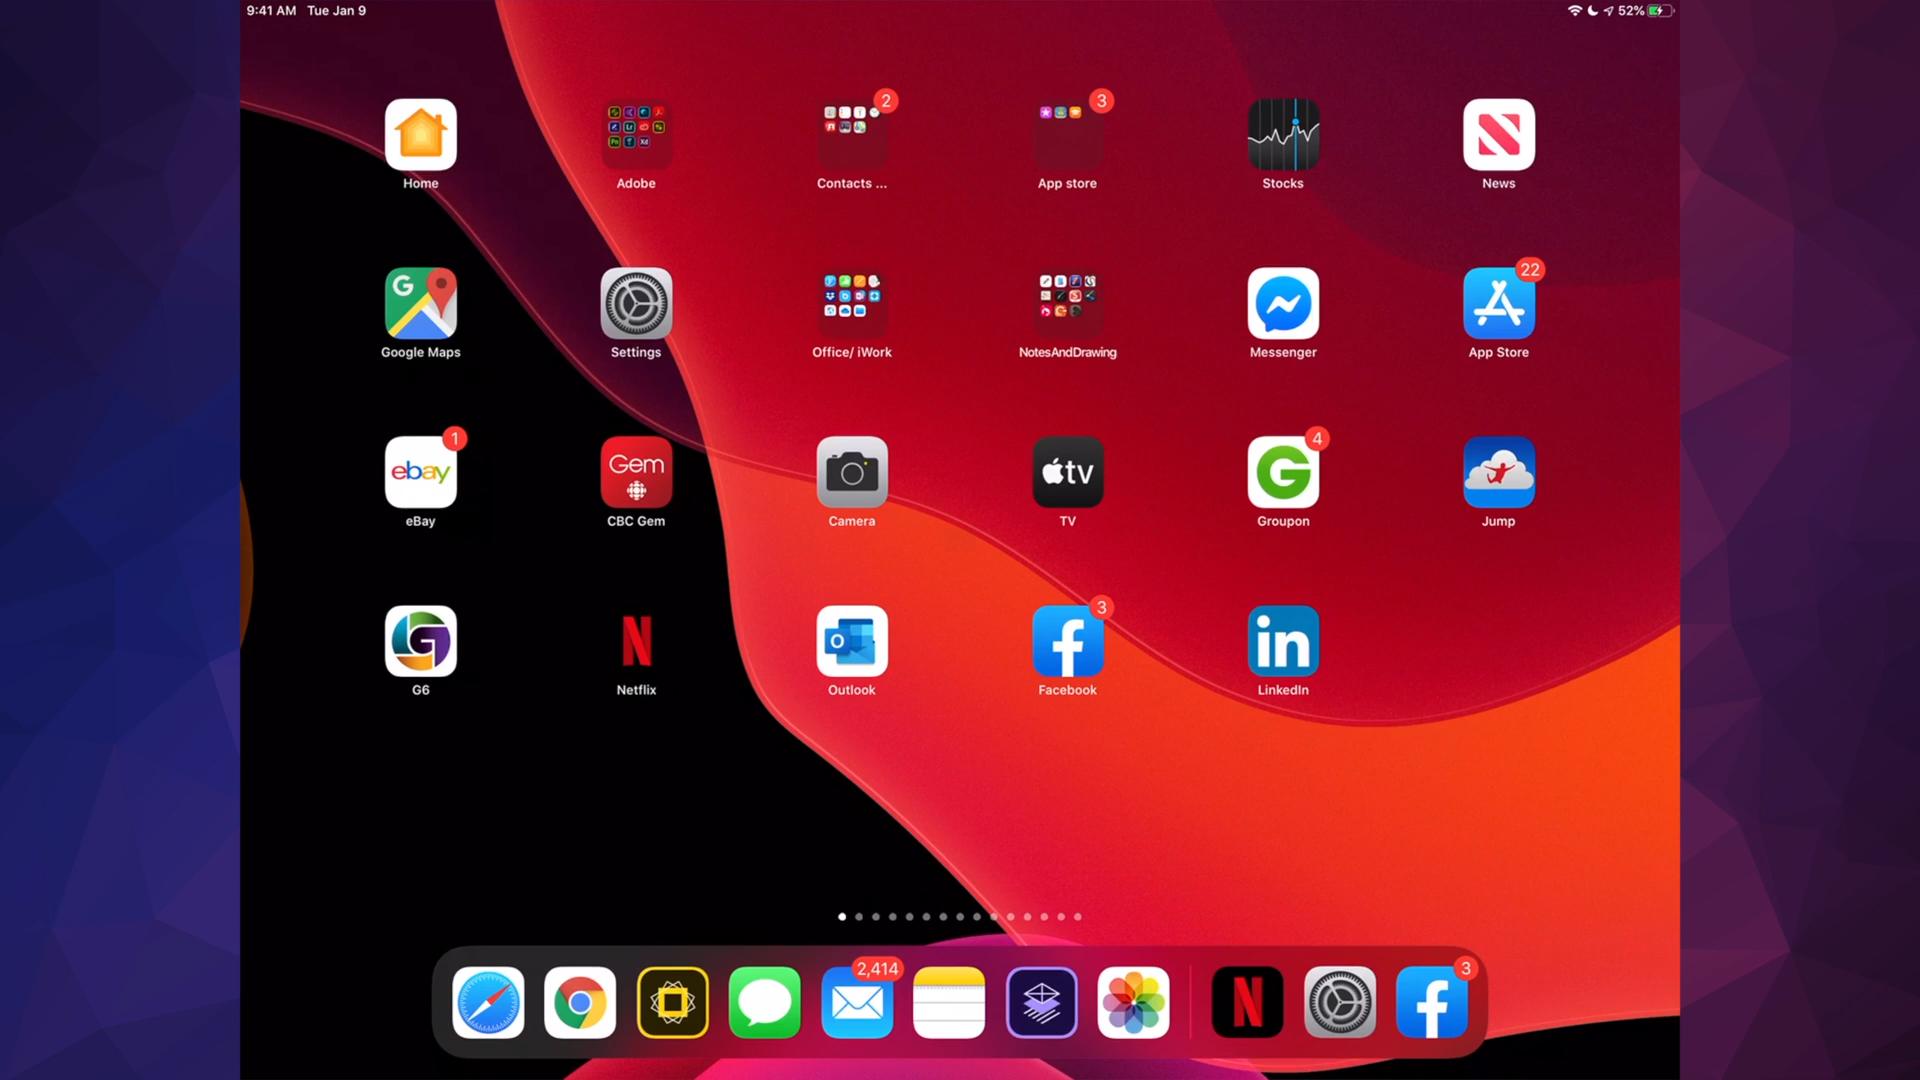 9:41 AM Tue Jan 9
52%
2
3
Home
Adobe
Contacts ...
App store
Stocks
News
G
22
Google Maps
Settings
Office/ iWork
NotesAndDrawing
Messenger
App Store
1
4
ebay
Gem
tv
G
eBay
CBC Gem
Camera
TV
Groupon
Jump
3
G
N
O
f
in
G6
Netflix
Outlook
Facebook
LinkedIn
2,414
3
N
f